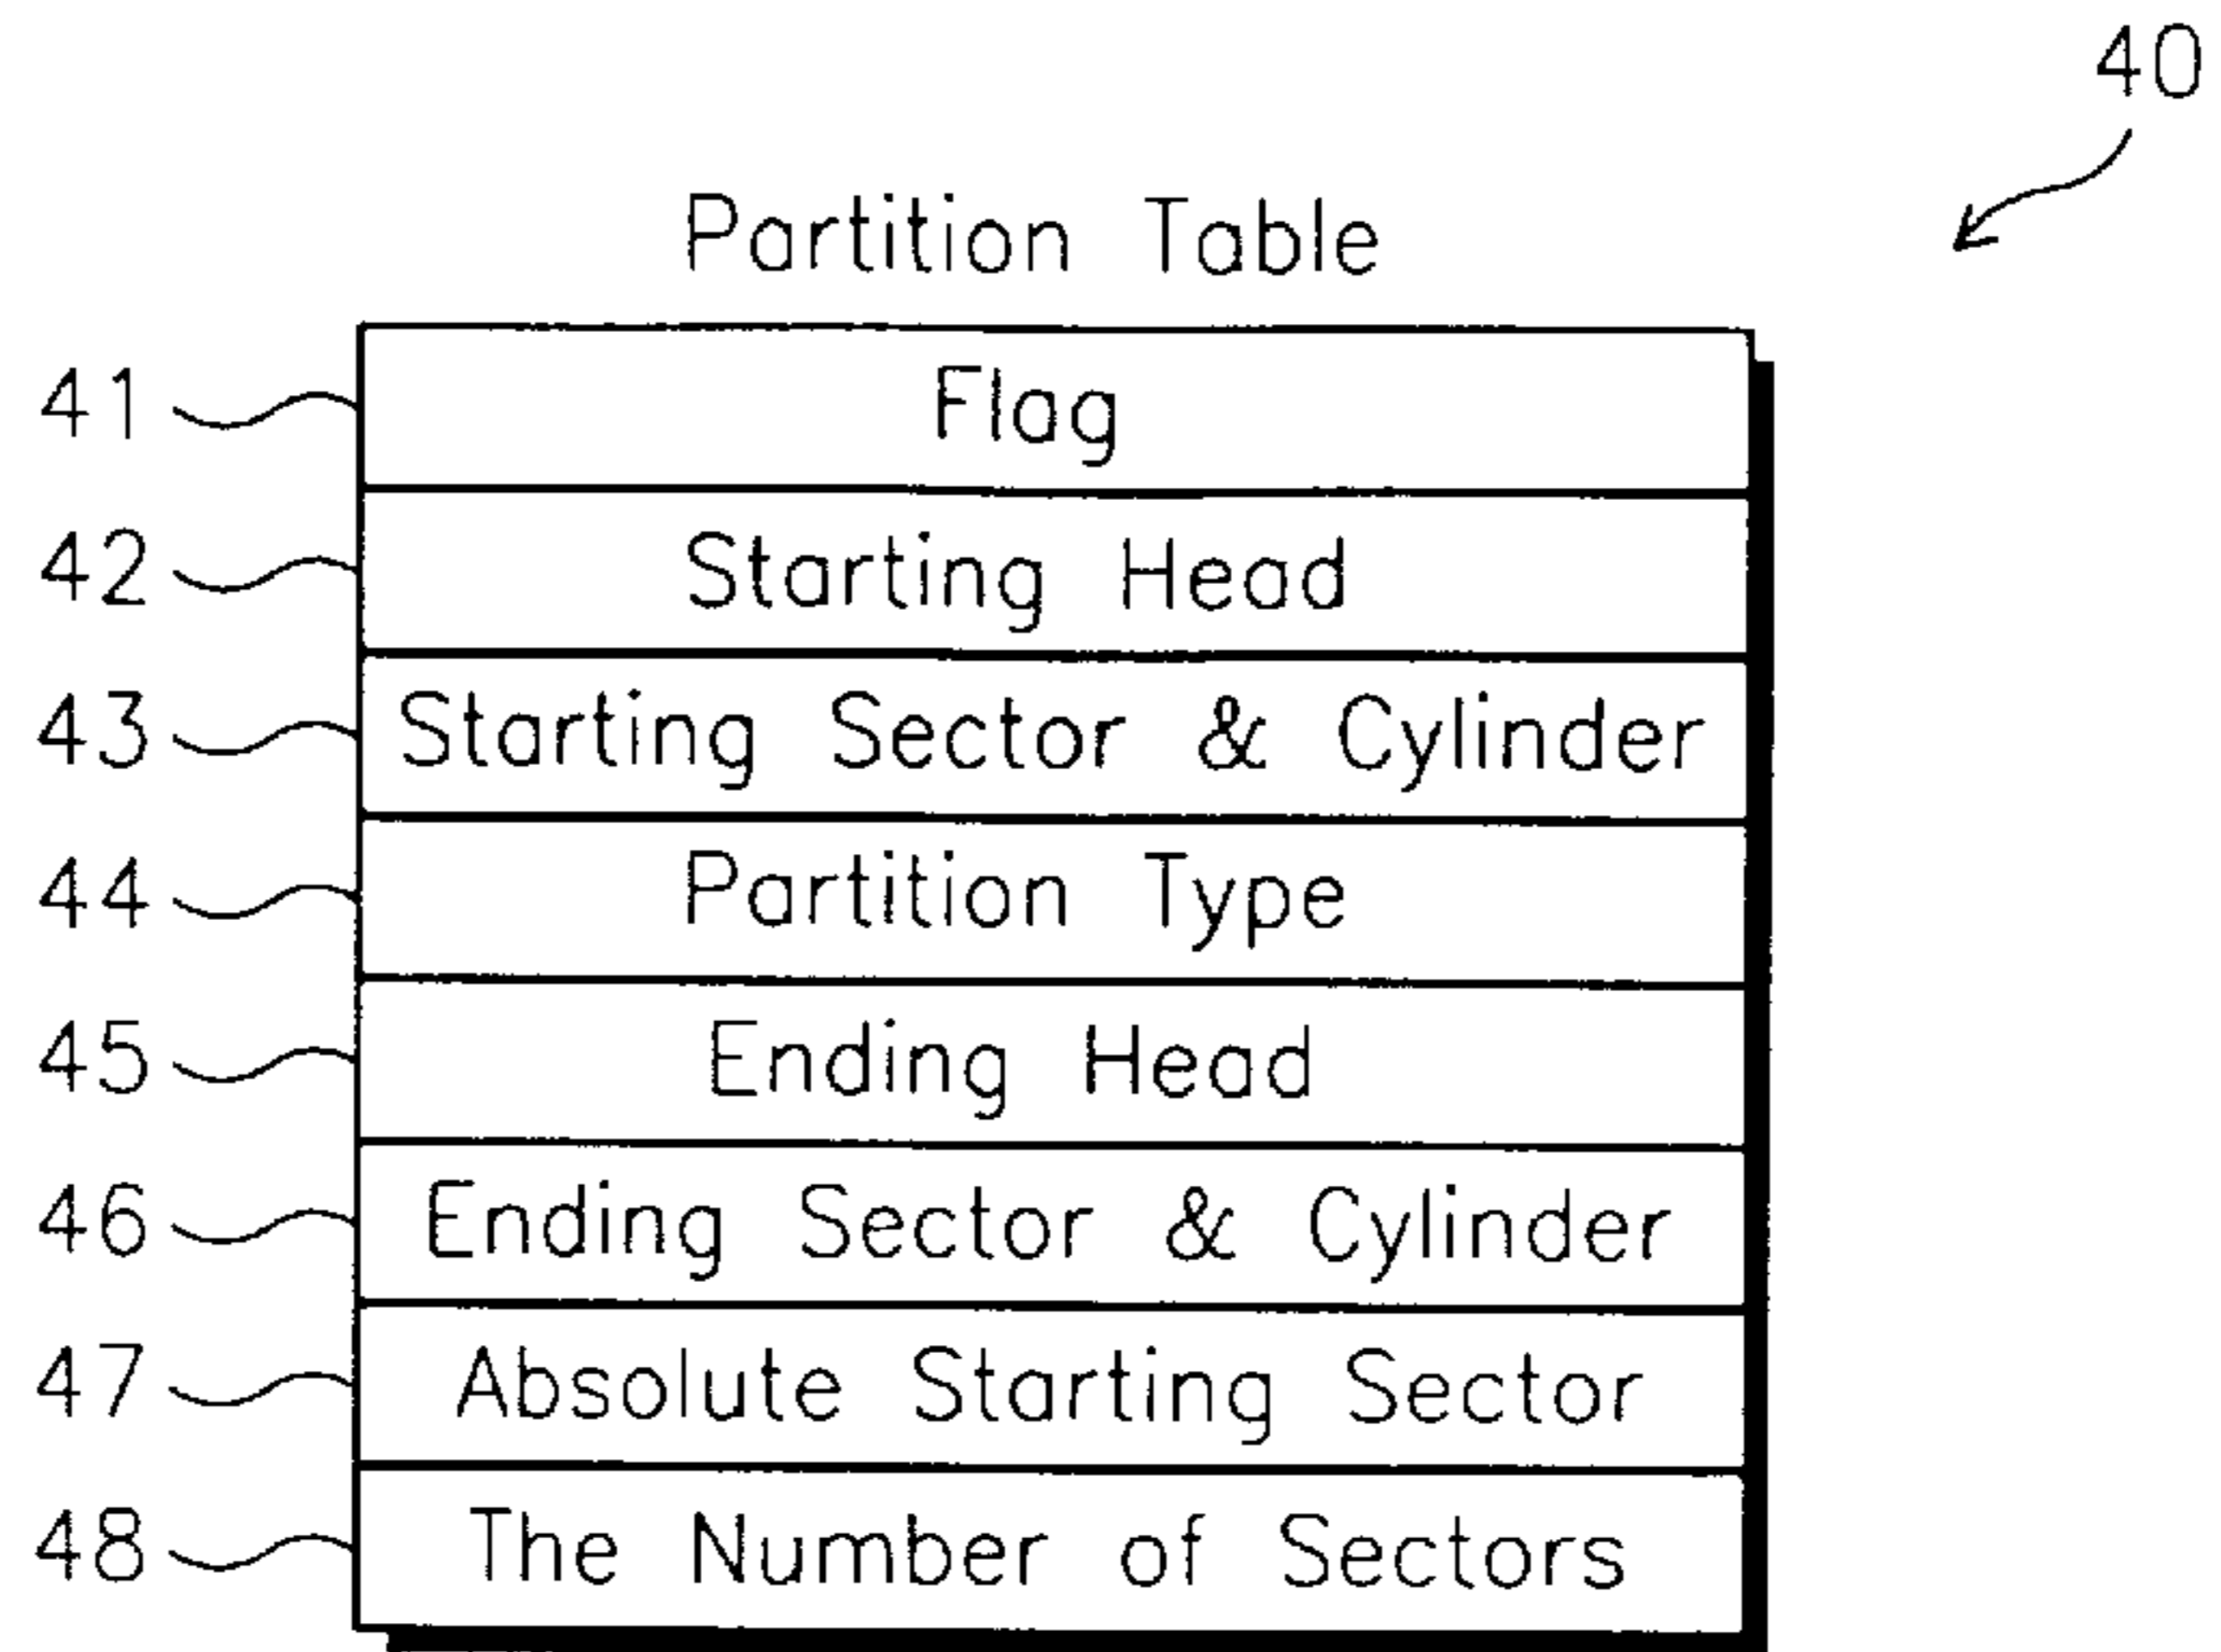 40
Partition Table
41 Flag
42 Starting Head
43 Starting Sector & Cylinder
44 Partition Type
45 Ending Head
46 Ending Sector & Cylinder
47 Absolute Starting Sector
48 The Number of Sectors